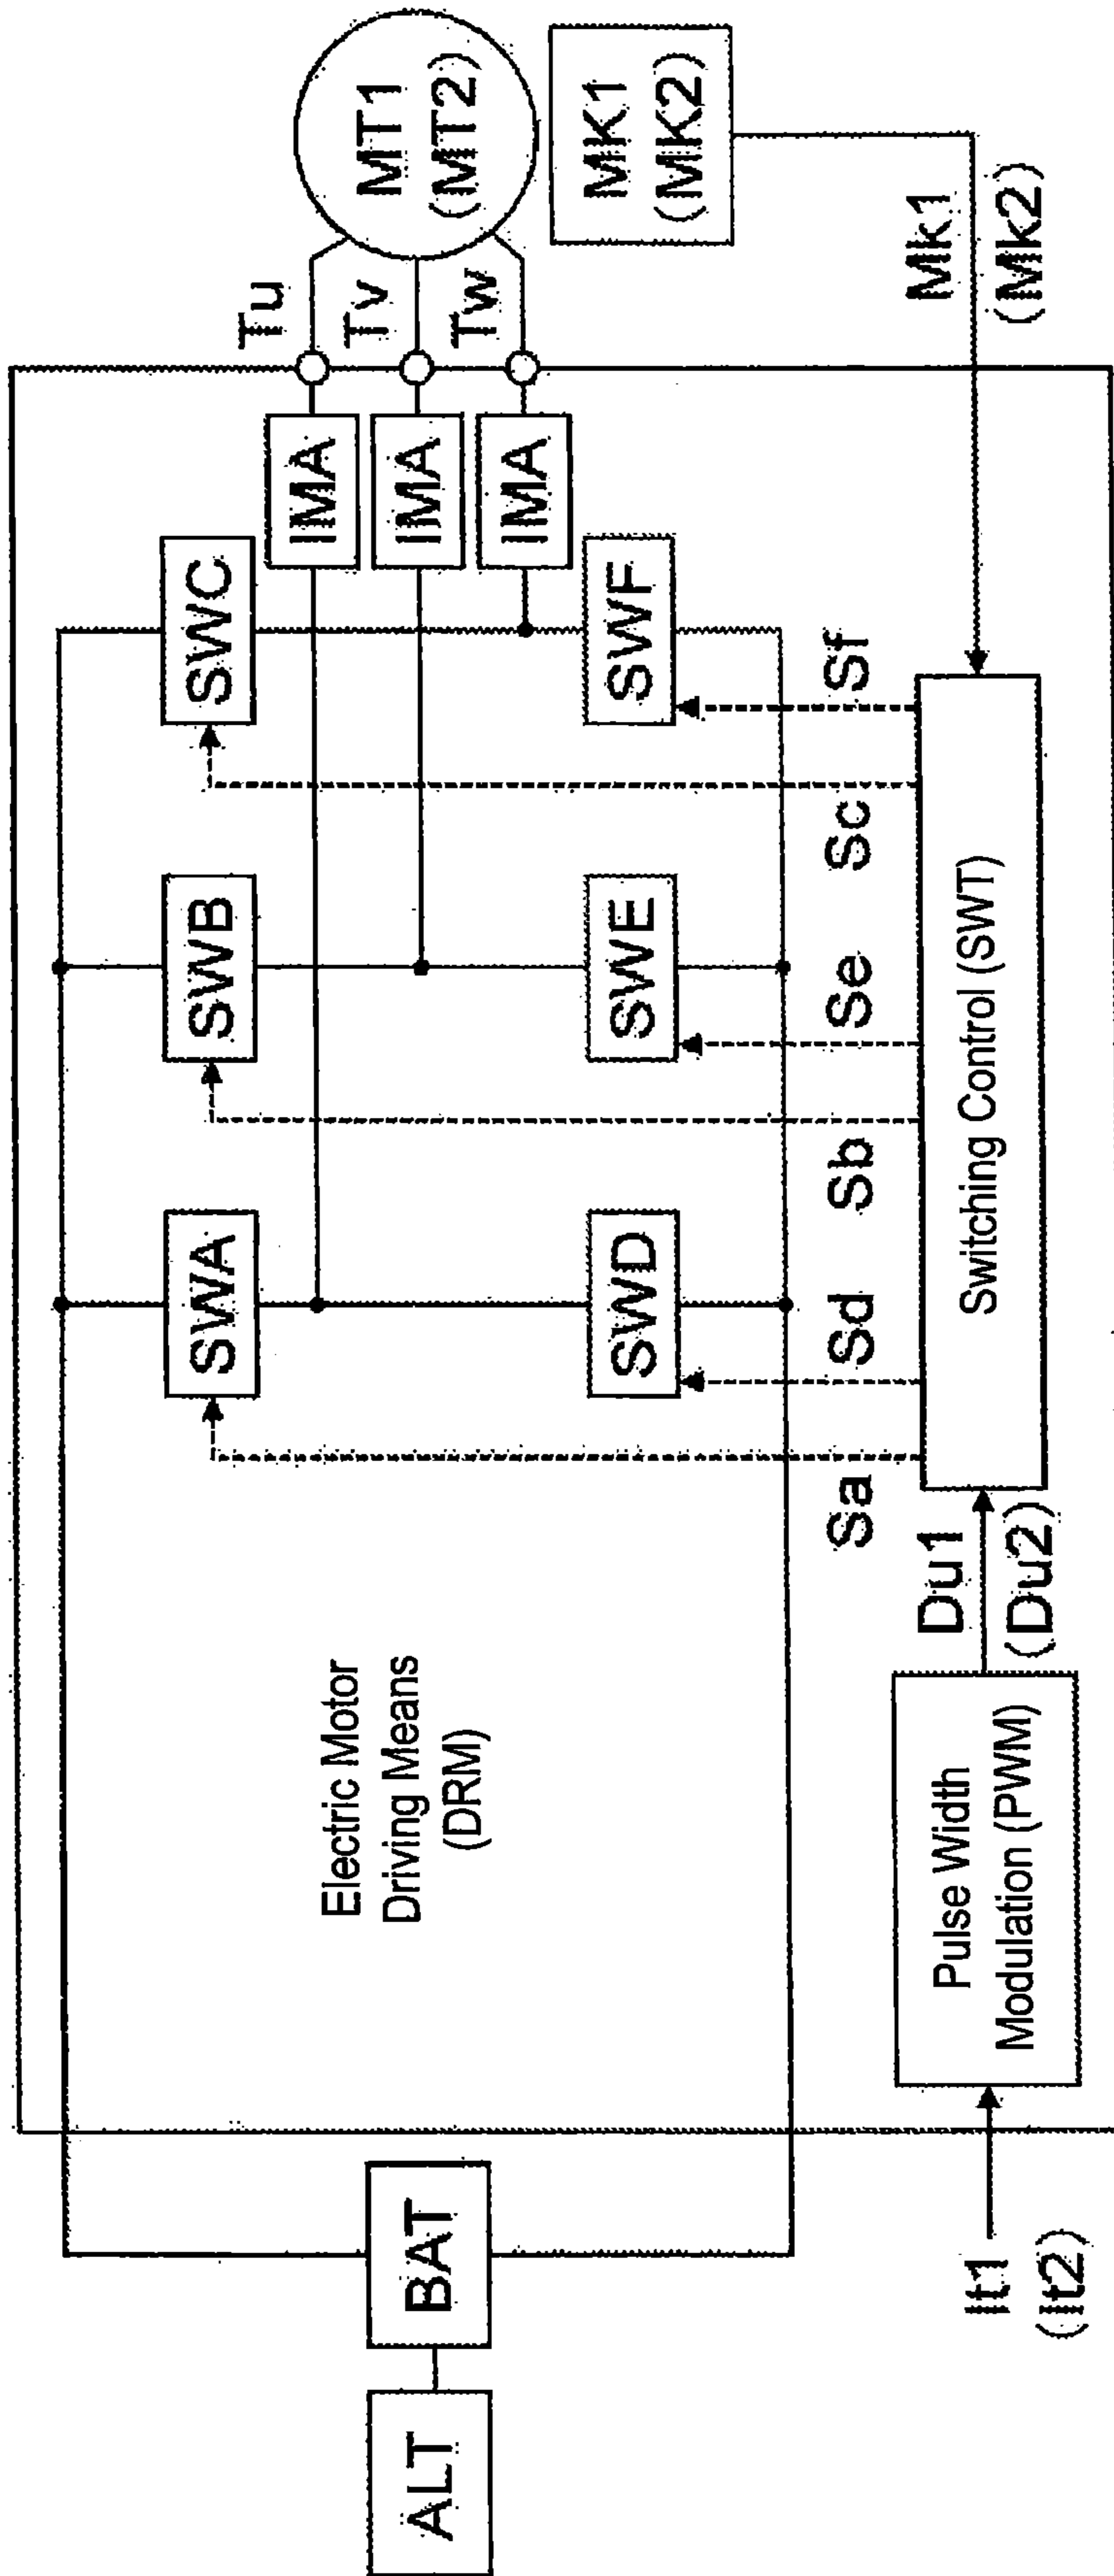 ALT
BAT
Electric Motor
Driving Means
(DRM)
SWA
SWB
SWC
SWD
SWE
SWF
IMA
IMA
IMA
Tu
Tv
Tw
MT1
(MT2)
MK1
(MK2)
Mk1
(Mk2)
Sa
Sd
Sb
Se
Sc
Sf
It1
(It2)
Pulse Width
Modulation (PWM)
Du1
(Du2)
Switching Control (SWT)